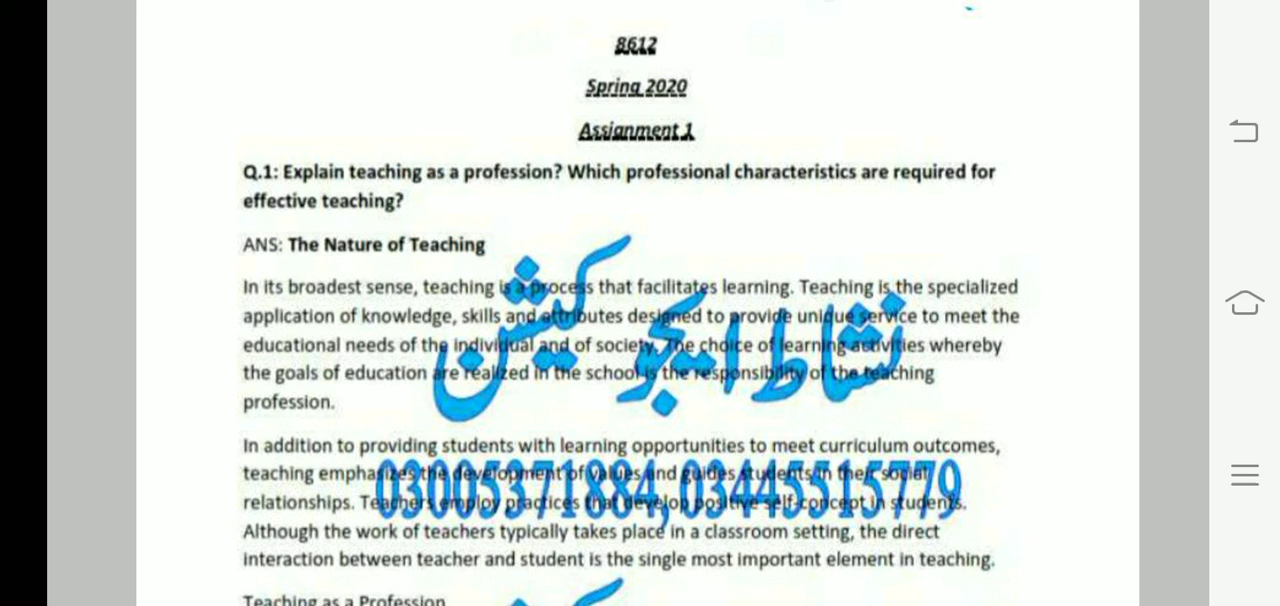 8612
Spring 2020
Assignment 1
Q.1: Explain teaching as a profession? Which professional characteristics are required for
effective teaching?
ANS: The Nature of Teaching
In its broadest sense, teaching is a process that facilitates learning. Teaching is the specialized
application of knowledge, skills and attributes designed to provide unique service to meet the
educational needs of the individual and of society. The choice of learning activities whereby
the goals of education are realized in the school is the responsibility of the teaching
profession.
نشاط ایجوکیشن
In addition to providing students with learning opportunities to meet curriculum outcomes,
teaching emphasizes the development of values and guides students in their social
relationships. Teachers employ practices that develop positive self-concept in students.
03005371884,03445515779
Although the work of teachers typically takes place in a classroom setting, the direct
interaction between teacher and student is the single most important element in teaching.
Teaching as a Profession